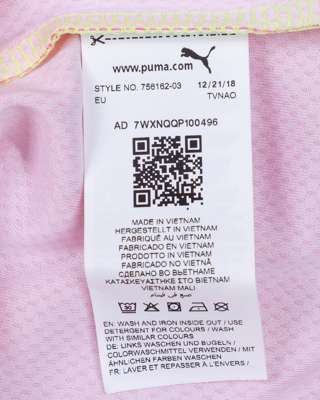 www.puma.com
STYLE NO. 756162-03 12/21/18
EU TVNAO
AD 7WXNQQP100496
MADE IN VIETNAM
HERGESTELLT IN VIETNAM
FABRIQUÉ AU VIETNAM
FABRICADO EN VIETNAM
PRODOTTO IN VIETNAM
FABRICADO NO VIETNÃ
СДЕЛАНО ВО ВЬЕТНАМЕ
ΚΑΤΑΣΚΕΥΑΣΤΗΚΕ ΣΤΟ ΒΙΕΤΝΑΜ
VIETNAM MALI
صنع في فيتنام
EN: WASH AND IRON INSIDE OUT / USE
DETERGENT FOR COLOURS / WASH
WITH SIMILAR COLOURS
DE: LINKS WASCHEN UND BÜGELN /
COLORWASCHMITTEL VERWENDEN / MIT
ÄHNLICHEN FARBEN WASCHEN
FR: LAVER ET REPASSER À L'ENVERS /